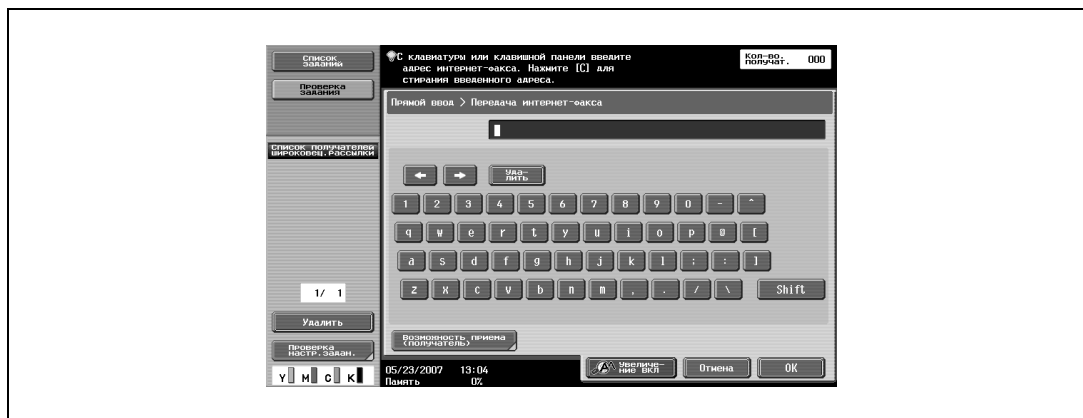 Список
заданий
Проверка
задания
Список получателей
широковещ.рассылки
1/ 1
Удалить
Проверка
настр.задан.
Y M C K
С клавиатуры или клавишной панели введите
адрес интернет-факса. Нажмите [C] для
стирания введенного адреса.
Кол-во.
получат. 000
Прямой ввод > Передача интернет-факса
← →
Уда-
лить
1 2 3 4 5 6 7 8 9 0 - ^
q w e r t y u i o p @ [
a s d f g h j k l ; : ]
z x c v b n m , . / \ Shift
Возможность приема
(получатель)
05/23/2007 13:04
Память 0%
Увеличе-
ние ВКЛ
Отмена
OK